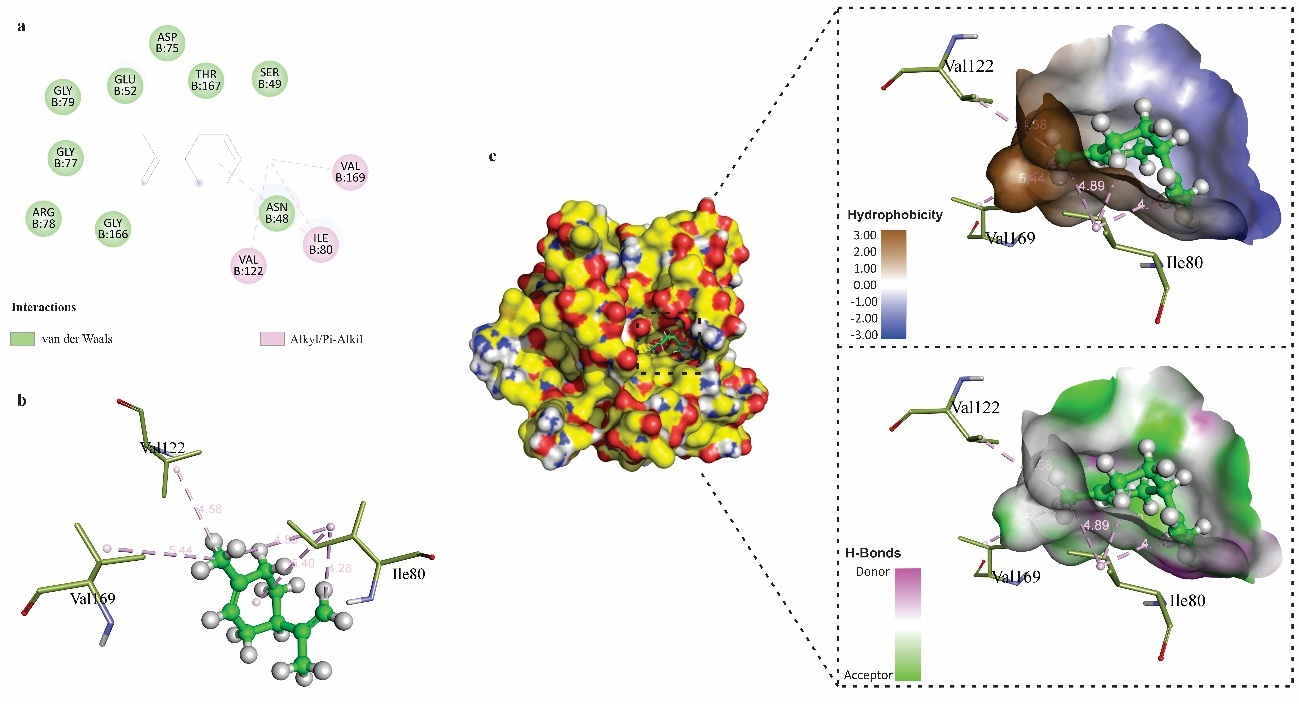 a
ASP
B:75
GLU
B:52
THR
B:167
SER
B:49
GLY
B:79
GLY
B:77
VAL
B:169
ARG
B:78
GLY
B:166
ASN
B:48
ILE
B:80
VAL
B:122
Interactions
van der Waals
Alkyl/Pi-Alkil
b
Val122
4.58
5.44
4.28
Val169
Ile80
c
Val122
5.44
4.89
Val169
Ile80
Hydrophobicity
3.00
2.00
1.00
0.00
-1.00
-2.00
-3.00
Val122
4.89
Val169
Ile80
H-Bonds
Donor
Acceptor